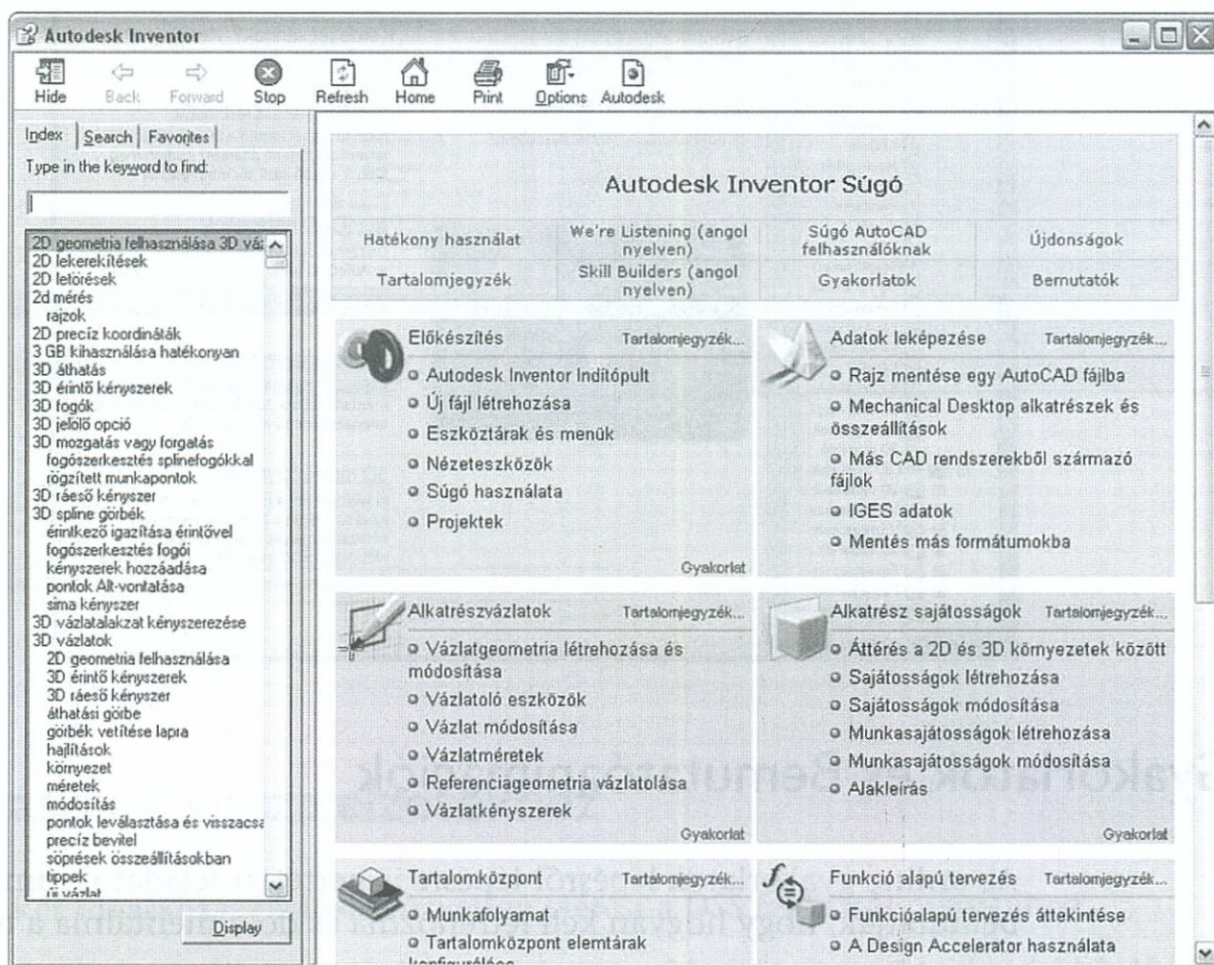 Autodesk Inventor
Hide Back Forward Stop Refresh Home Print Options Autodesk
Index Search Favorites
Type in the keyword to find:
2D geometria felhasználása 3D váz
2D lekerekítések
2D letörések
2d mérés
rajzok
2D precíz koordináták
3 GB kihasználása hatékonyan
3D áthatás
3D érintő kényszerek
3D fogók
3D jelölő opció
3D mozgatás vagy forgatás
fogószerkesztés splinefogókkal
rögzített munkapontok
3D ráeső kényszer
3D spline görbék
érintkező igazítása érintővel
fogószerkesztés fogói
kényszerek hozzáadása
pontok Alt-vontatása
sima kényszer
3D vázlatalakzat kényszerezése
3D vázlatok
2D geometria felhasználása
3D érintő kényszerek
3D ráeső kényszer
áthatási görbe
görbék vetítése lapra
hajlítások
környezet
méretek
módosítás
pontok leválasztása és visszacsa
precíz bevitel
söprések összeállításokban
tippek
új vázlat
Display
Autodesk Inventor Súgó
Hatékony használat
We're Listening (angol
nyelven)
Súgó AutoCAD
felhasználóknak
Újdonságok
Tartalomjegyzék
Skill Builders (angol
nyelven)
Gyakorlatok
Bemutatók
Előkészítés Tartalomjegyzék...
Autodesk Inventor Indítópult
Új fájl létrehozása
Eszköztárak és menük
Nézeteszközök
Súgó használata
Projektek
Gyakorlat
Adatok leképezése Tartalomjegyzék...
Rajz mentése egy AutoCAD fájlba
Mechanical Desktop alkatrészek és
összeállítások
Más CAD rendszerekből származó
fájlok
IGES adatok
Mentés más formátumokba
Alkatrészvázlatok Tartalomjegyzék...
Vázlatgeometria létrehozása és
módosítása
Vázlatoló eszközök
Vázlat módosítása
Vázlatméretek
Referenciageometria vázlatolása
Vázlatkényszerek
Gyakorlat
Alkatrész sajátosságok Tartalomjegyzék...
Áttérés a 2D és 3D környezetek között
Sajátosságok létrehozása
Sajátosságok módosítása
Munkasajátosságok létrehozása
Munkasajátosságok módosítása
Alakleírás
Gyakorlat
Tartalomközpont Tartalomjegyzék...
Munkafolyamat
Tartalomközpont elemtárak
konfigurálása
Funkció alapú tervezés Tartalomjegyzék...
Funkcióalapú tervezés áttekintése
A Design Accelerator használata